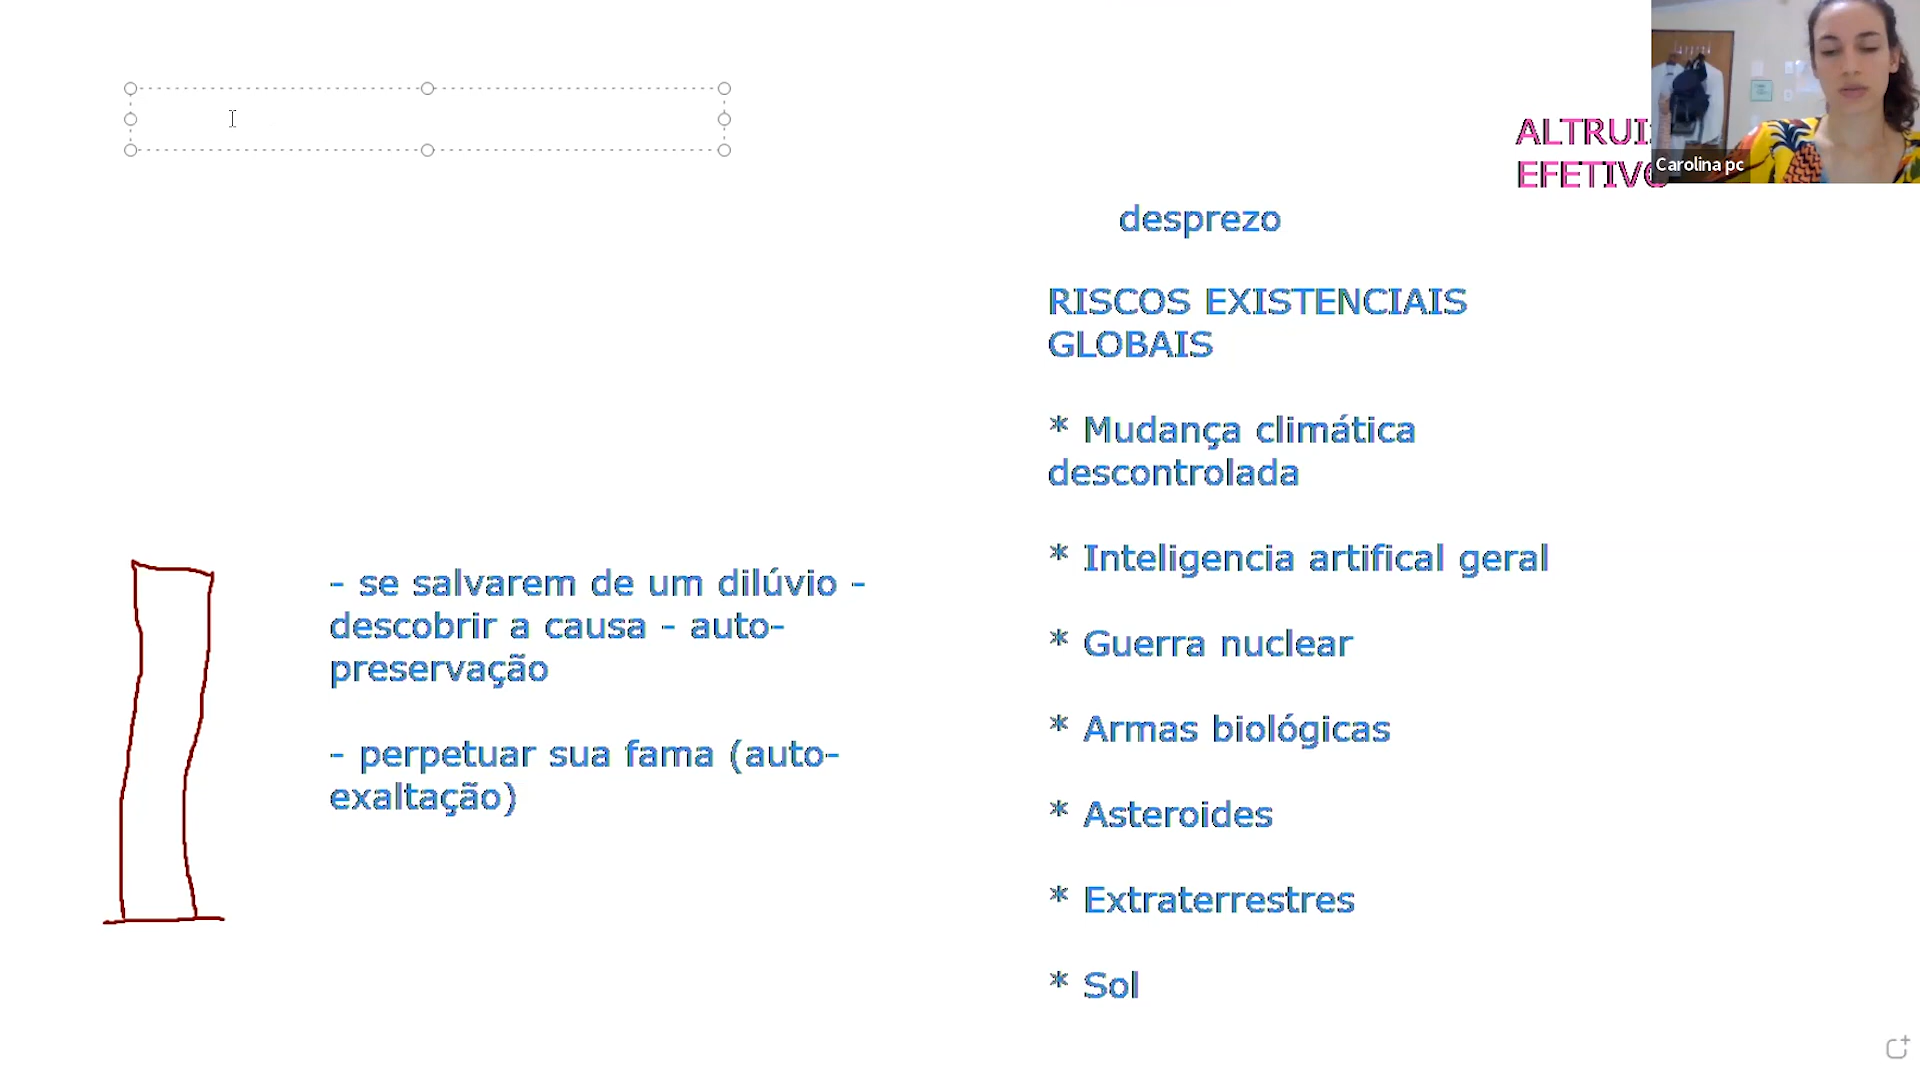 ALTRUI
EFETIVO
Carolina pc
desprezo
RISCOS EXISTENCIAIS
GLOBAIS
* Mudança climática
descontrolada
* Inteligencia artifical geral
* Guerra nuclear
* Armas biológicas
* Asteroides
* Extraterrestres
* Sol
- se salvarem de um dilúvio -
descobrir a causa - auto-
preservação
- perpetuar sua fama (auto-
exaltação)